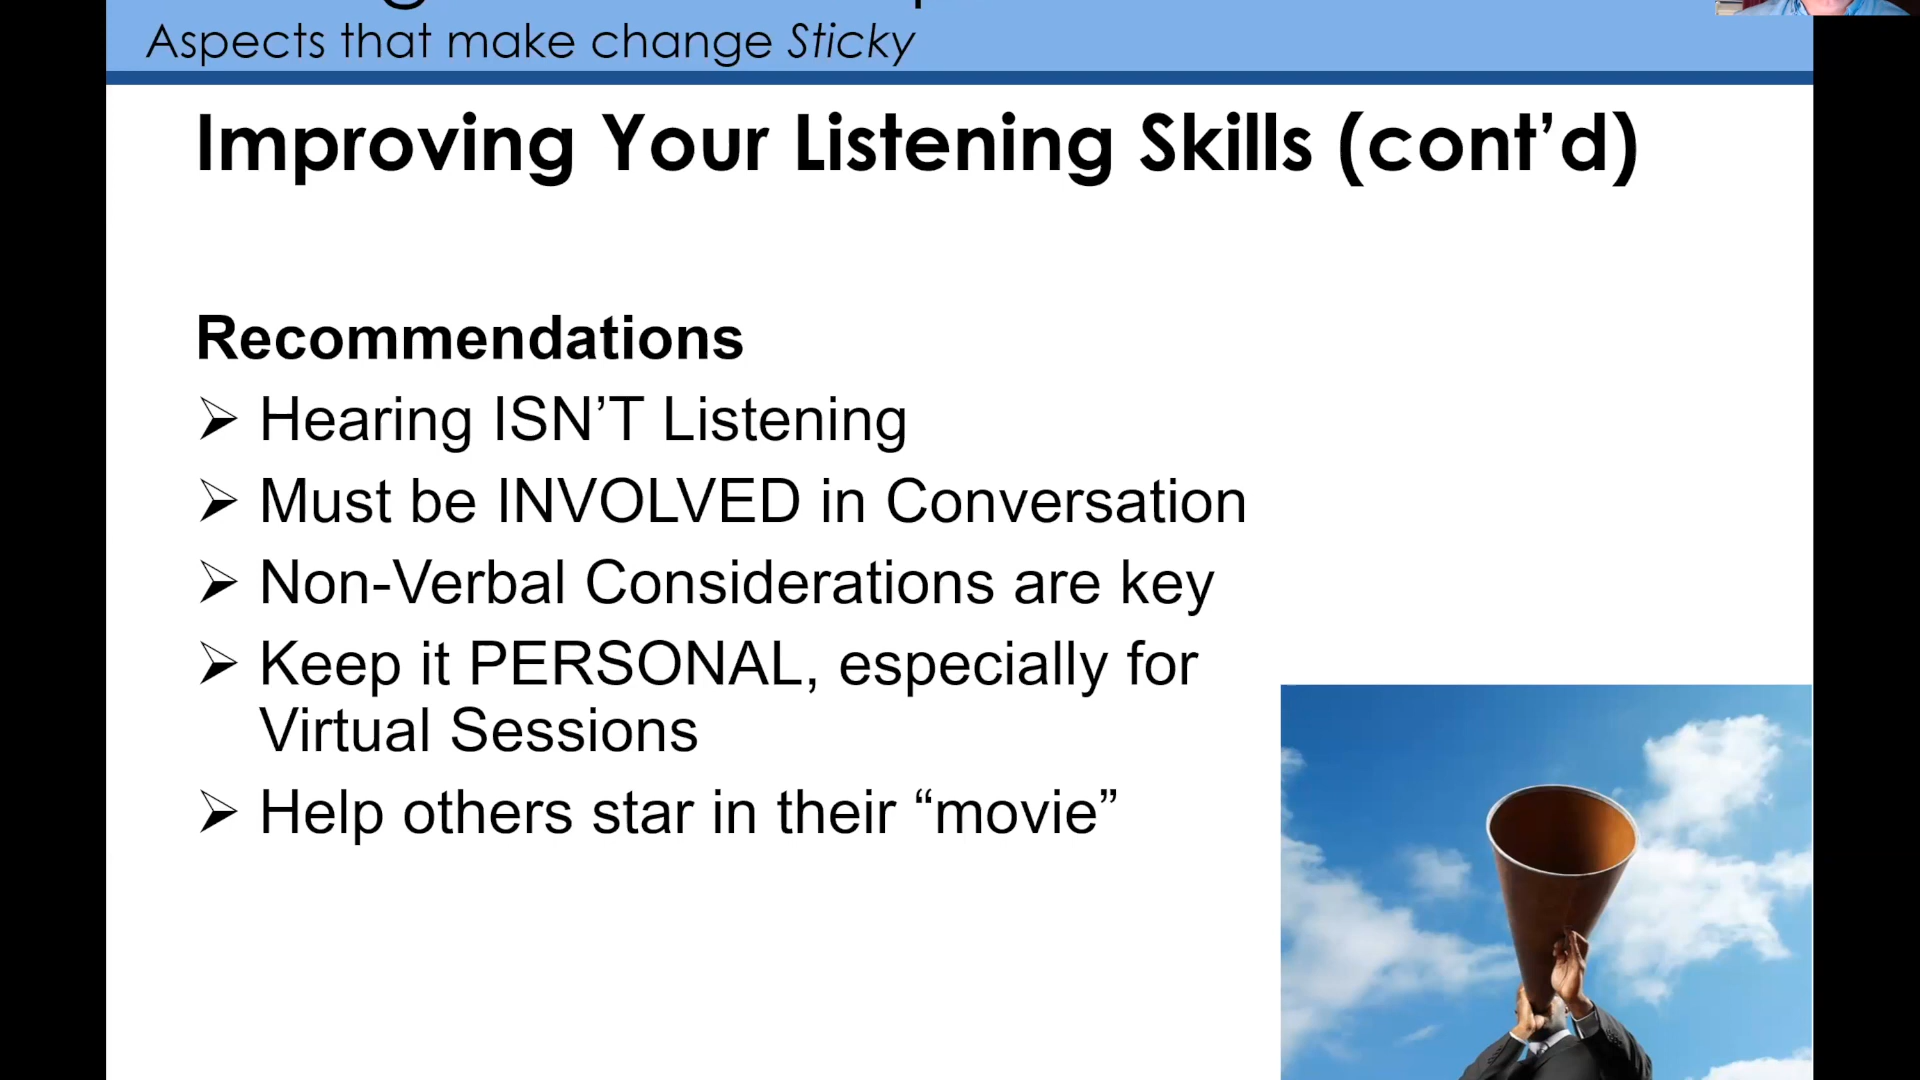 Aspects that make change Sticky
Improving Your Listening Skills (cont’d)
Recommendations
➢ Hearing ISN’T Listening
➢ Must be INVOLVED in Conversation
➢ Non-Verbal Considerations are key
➢ Keep it PERSONAL, especially for
Virtual Sessions
➢ Help others star in their “movie”